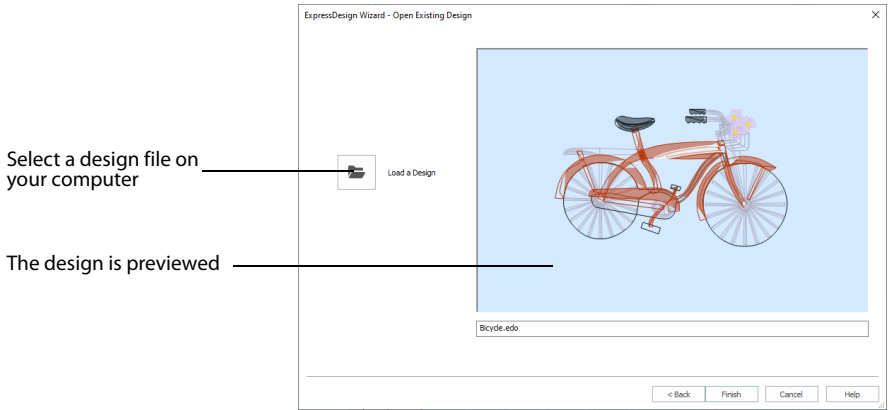 ExpressDesign Wizard - Open Existing Design
Select a design file on
your computer
Load a Design
The design is previewed
Bicycle.edo
< Back
Finish
Cancel
Help